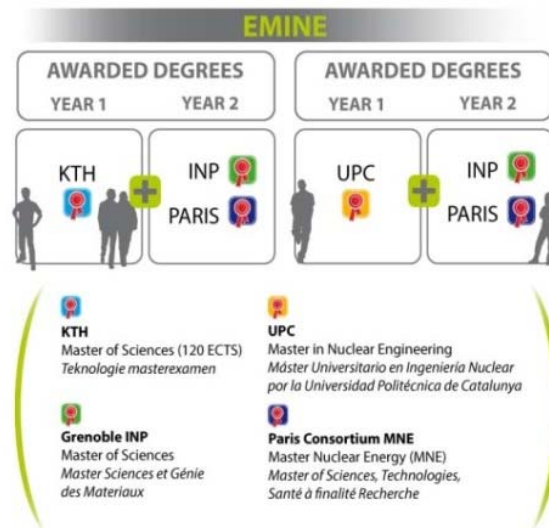 EMINE
AWARDED DEGREES
YEAR 1 YEAR 2
AWARDED DEGREES
YEAR 1 YEAR 2
KTH
INP
PARIS
UPC
INP
PARIS
KTH
Master of Sciences (120 ECTS)
Teknologie masterexamen
UPC
Master in Nuclear Engineering
Máster Universitario en Ingeniería Nuclear
por la Universidad Politécnica de Catalunya
Grenoble INP
Master of Sciences
Master Sciences et Génie
des Materiaux
Paris Consortium MNE
Master Nuclear Energy (MNE)
Master of Sciences, Technologies,
Santé à finalité Recherche